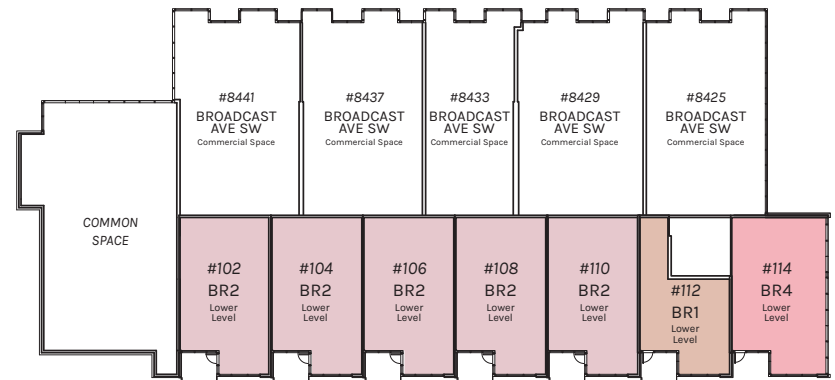 #8441
BROADCAST
AVE SW
Commercial Space
#8437
BROADCAST
AVE SW
Commercial Space
#8433
BROADCAST
AVE SW
Commercial Space
#8429
BROADCAST
AVE SW
Commercial Space
#8425
BROADCAST
AVE SW
Commercial Space
COMMON
SPACE
#102
BR2
Lower
Level
#104
BR2
Lower
Level
#106
BR2
Lower
Level
#108
BR2
Lower
Level
#110
BR2
Lower
Level
#112
BR1
Lower
Level
#114
BR4
Lower
Level